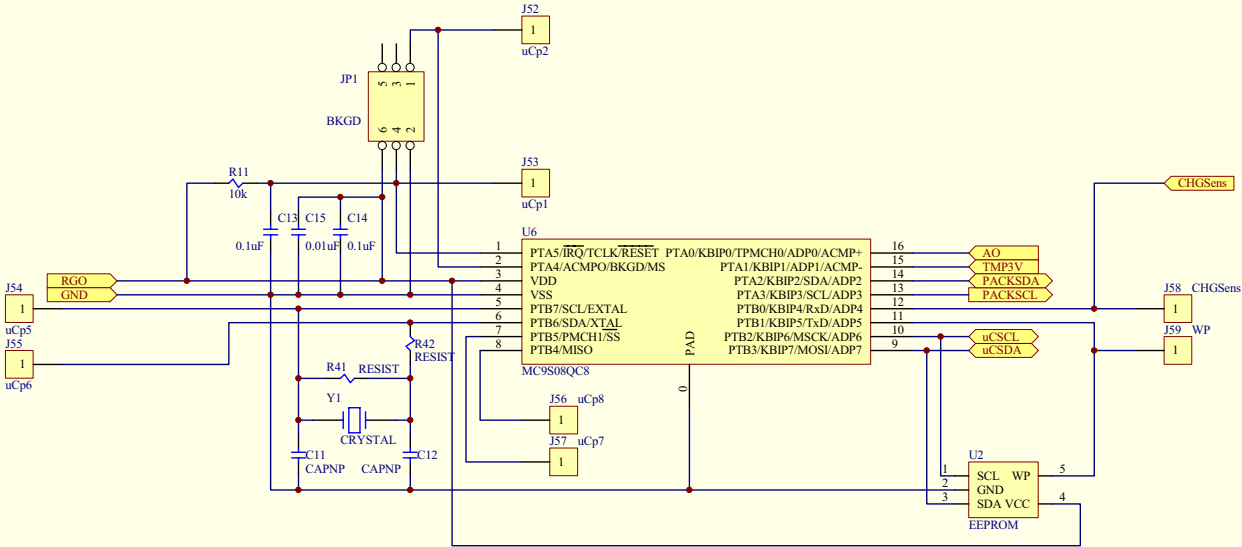 J52
1
uCp2
JP1
5 3 1
BKGD
6 4 2
R11
10k
J53
1
uCp1
CHGSens
C13 C15 C14
0.1uF 0.01uF 0.1uF
U6
1 PTA5/IRQ/TCLK/RESET PTA0/KBIP0/TPMCH0/ADP0/ACMP+ 16 AO
2 PTA4/ACMPO/BKGD/MS PTA1/KBIP1/ADP1/ACMP- 15 TMP3V
RGO 3 VDD PTA2/KBIP2/SDA/ADP2 14 PACKSDA
GND 4 VSS PTA3/KBIP3/SCL/ADP3 13 PACKSCL
5 PTB7/SCL/EXTAL PTB0/KBIP4/RxD/ADP4 12
6 PTB6/SDA/XTAL PTB1/KBIP5/TxD/ADP5 11
7 PTB5/PMCH1/SS PTB2/KBIP6/MSCK/ADP6 10 uCSCL
8 PTB4/MISO PTB3/KBIP7/MOSI/ADP7 9 uCSDA
PAD
0
MC9S08QC8
J54
1
uCp5
J55
1
uCp6
J58 CHGSens
1
J59 WP
1
R42
RESIST
R41 RESIST
Y1
CRYSTAL
C11
CAPNP
C12
CAPNP
J56 uCp8
1
J57 uCp7
1
U2
1 SCL WP 5
2 GND
3 SDA VCC 4
EEPROM